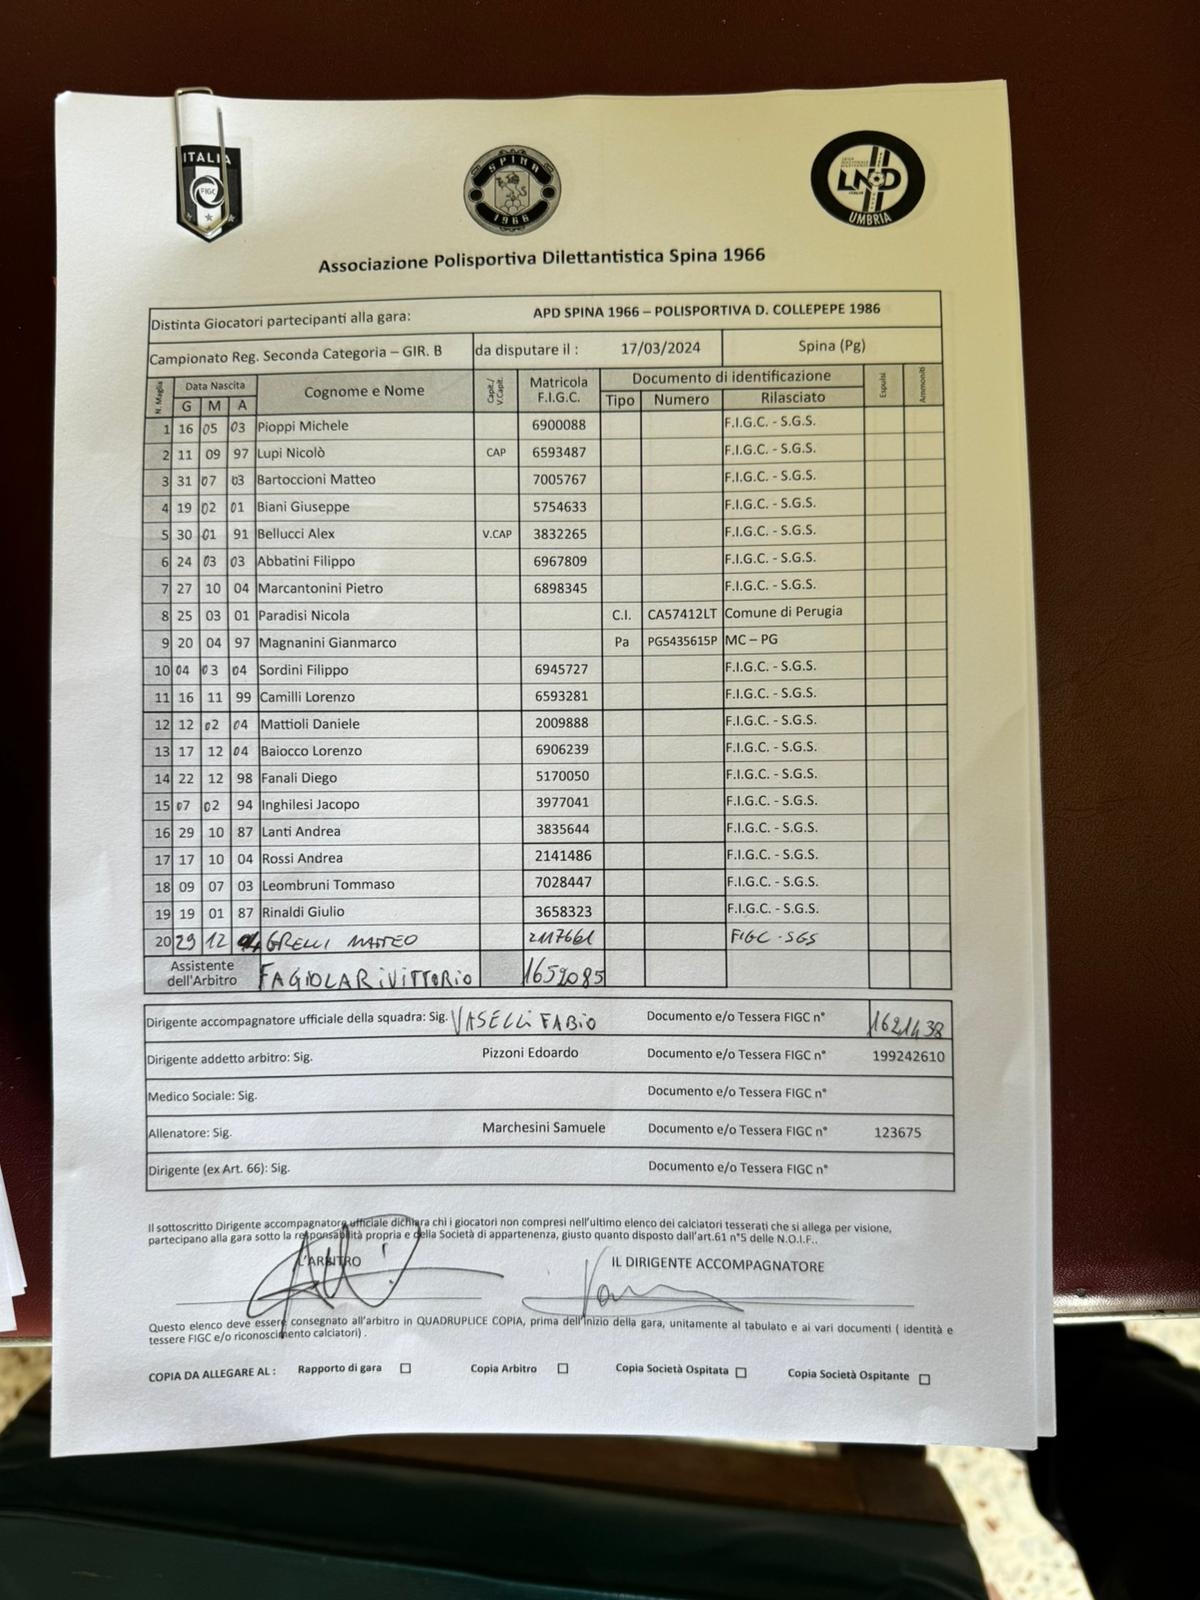 ITALIA
FIGC
SPINA
1966
LND
UMBRIA
Associazione Polisportiva Dilettantistica Spina 1966
Distinta Giocatori partecipanti alla gara: APD SPINA 1966 – POLISPORTIVA D. COLLEPEPE 1986
Campionato Reg. Seconda Categoria – GIR. B da disputare il : 17/03/2024 Spina (Pg)
N. Maglia Data Nascita Cognome e Nome Capit./ V.Capit. Matricola F.I.G.C. Documento di identificazione Espulsi Ammoniti
G M A Tipo Numero Rilasciato
1 16 05 03 Pioppi Michele 6900088 F.I.G.C. - S.G.S.
2 11 09 97 Lupi Nicolò CAP 6593487 F.I.G.C. - S.G.S.
3 31 07 03 Bartoccioni Matteo 7005767 F.I.G.C. - S.G.S.
4 19 02 01 Biani Giuseppe 5754633 F.I.G.C. - S.G.S.
5 30 01 91 Bellucci Alex V.CAP 3832265 F.I.G.C. - S.G.S.
6 24 03 03 Abbatini Filippo 6967809 F.I.G.C. - S.G.S.
7 27 10 04 Marcantonini Pietro 6898345 F.I.G.C. - S.G.S.
8 25 03 01 Paradisi Nicola C.I. CA57412LT Comune di Perugia
9 20 04 97 Magnanini Gianmarco Pa PG5435615P MC – PG
10 04 03 04 Sordini Filippo 6945727 F.I.G.C. - S.G.S.
11 16 11 99 Camilli Lorenzo 6593281 F.I.G.C. - S.G.S.
12 12 02 04 Mattioli Daniele 2009888 F.I.G.C. - S.G.S.
13 17 12 04 Baiocco Lorenzo 6906239 F.I.G.C. - S.G.S.
14 22 12 98 Fanali Diego 5170050 F.I.G.C. - S.G.S.
15 07 02 94 Inghilesi Jacopo 3977041 F.I.G.C. - S.G.S.
16 29 10 87 Lanti Andrea 3835644 F.I.G.C. - S.G.S.
17 17 10 04 Rossi Andrea 2141486 F.I.G.C. - S.G.S.
18 09 07 03 Leombruni Tommaso 7028447 F.I.G.C. - S.G.S.
19 19 01 87 Rinaldi Giulio 3658323 F.I.G.C. - S.G.S.
20 29 12 GRELLI MATTEO 2117661 FIGC - SGS
Assistente dell'Arbitro FAGIOLARI VITTORIO 1659085
Dirigente accompagnatore ufficiale della squadra: Sig. VASELLI FABIO Documento e/o Tessera FIGC n° 1621438
Dirigente addetto arbitro: Sig. Pizzoni Edoardo Documento e/o Tessera FIGC n° 199242610
Medico Sociale: Sig. Documento e/o Tessera FIGC n°
Allenatore: Sig. Marchesini Samuele Documento e/o Tessera FIGC n° 123675
Dirigente (ex Art. 66): Sig. Documento e/o Tessera FIGC n°
Il sottoscritto Dirigente accompagnatore ufficiale dichiara chi i giocatori non compresi nell'ultimo elenco dei calciatori tesserati che si allega per visione,
partecipano alla gara sotto la responsabilità propria e della Società di appartenenza, giusto quanto disposto dall'art.61 n°5 delle N.O.I.F..
L'ARBITRO IL DIRIGENTE ACCOMPAGNATORE
Questo elenco deve essere consegnato all'arbitro in QUADRUPLICE COPIA, prima dell'inizio della gara, unitamente al tabulato e ai vari documenti ( identità e
tessere FIGC e/o riconoscimento calciatori) .
COPIA DA ALLEGARE AL : Rapporto di gara Copia Arbitro Copia Società Ospitata Copia Società Ospitante